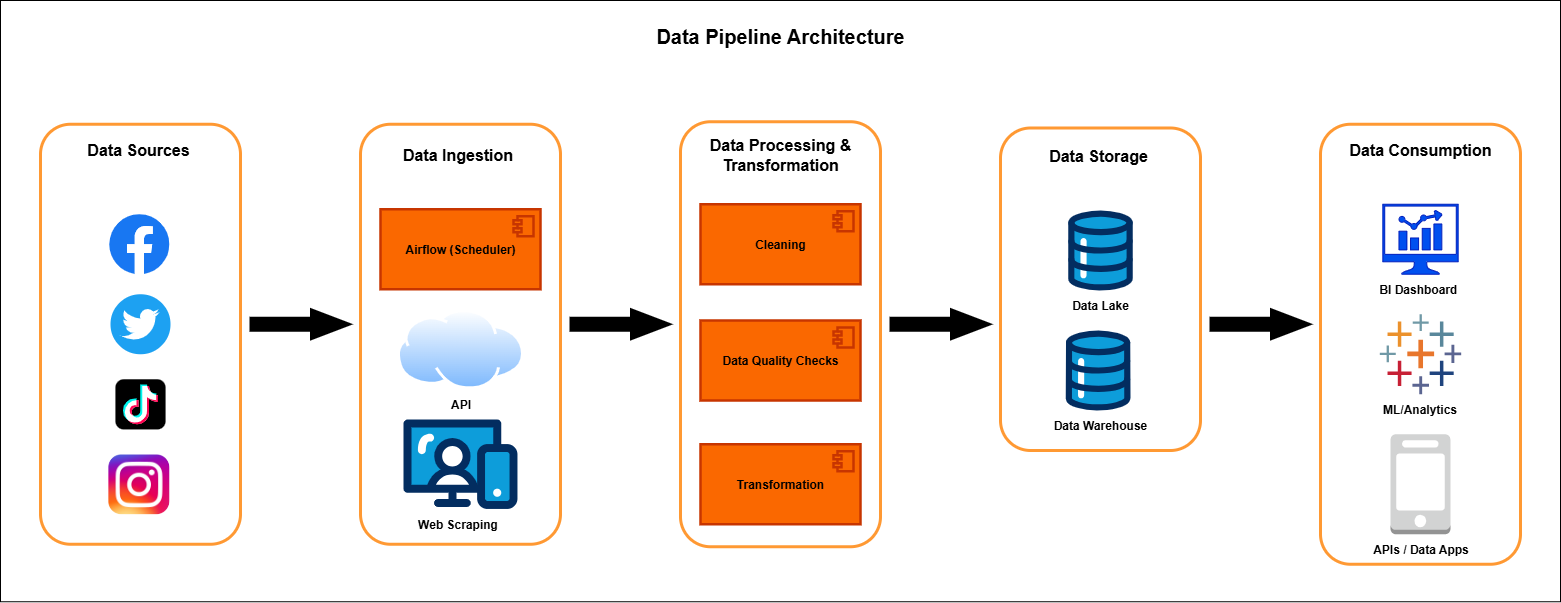 Data Pipeline Architecture
Data Sources
Data Ingestion
Airflow (Scheduler)
API
Web Scraping
Data Processing &
Transformation
Cleaning
Data Quality Checks
Transformation
Data Storage
Data Lake
Data Warehouse
Data Consumption
BI Dashboard
ML/Analytics
APIs / Data Apps